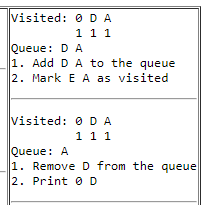 Visited: 0 D A
1 1 1
Queue: D A
1. Add D A to the queue
2. Mark E A as visited
Visited: 0 D A
1 1 1
Queue: A
1. Remove D from the queue
2. Print 0 D